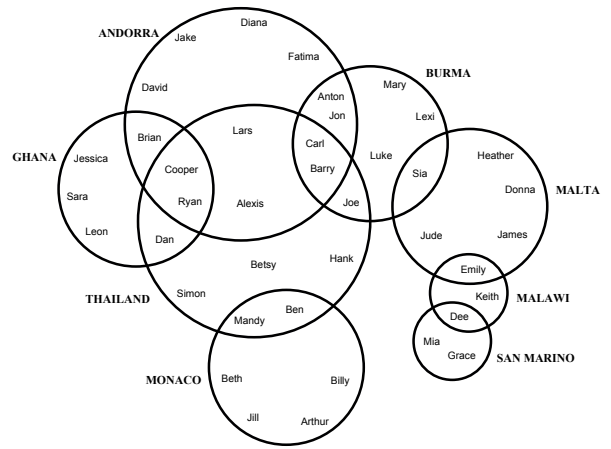 Diana
ANDORRA
Jake
Fatima
BURMA
David
Anton
Mary
Jon
Lexi
Brian
Lars
Carl
GHANA
Jessica
Cooper
Barry
Luke
Sia
Heather
Donna
MALTA
Sara
Ryan
Alexis
Joe
Leon
Dan
Jude
James
Betsy
Hank
Emily
THAILAND
Simon
Keith
MALAWI
Mandy
Ben
Dee
Mia
Grace
SAN MARINO
MONACO
Beth
Billy
Jill
Arthur